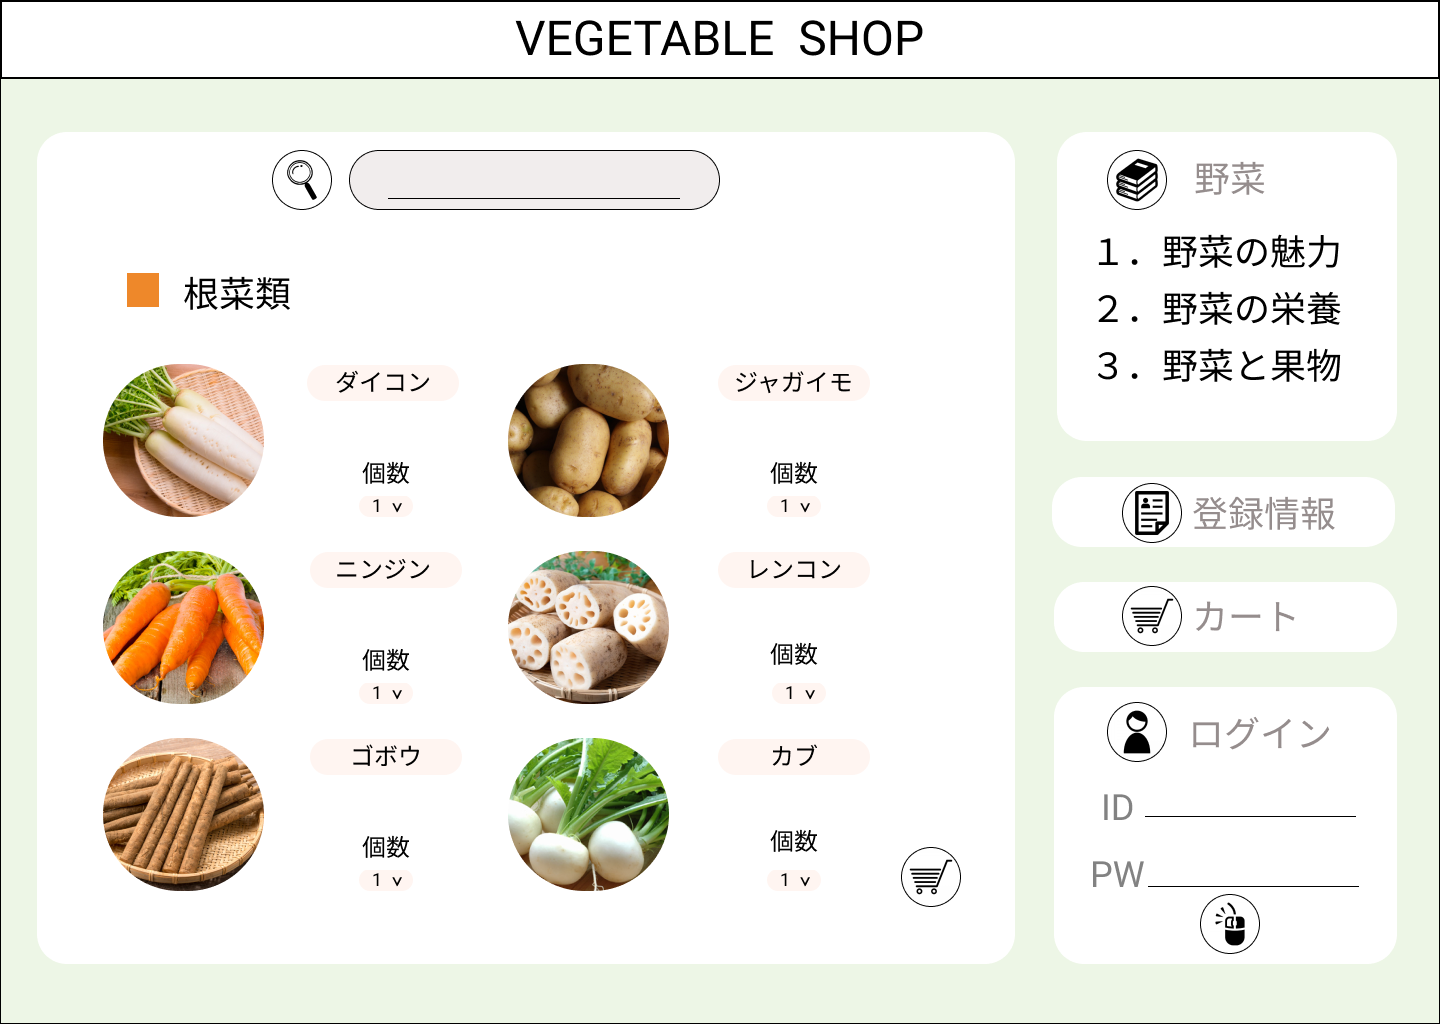 VEGETABLE SHOP
根菜類
ダイコン
個数
1 v
ジャガイモ
個数
1 v
ニンジン
個数
1 v
レンコン
個数
1 v
ゴボウ
個数
1 v
カブ
個数
1 v
野菜
１．野菜の魅力
２．野菜の栄養
３．野菜と果物
登録情報
カート
ログイン
ID
PW